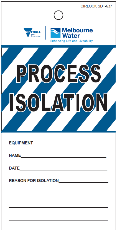 Melbourne
Water
PROCESS
ISOLATION
EQUIPMENT
NAME
DATE
REASON FOR ISOLATION